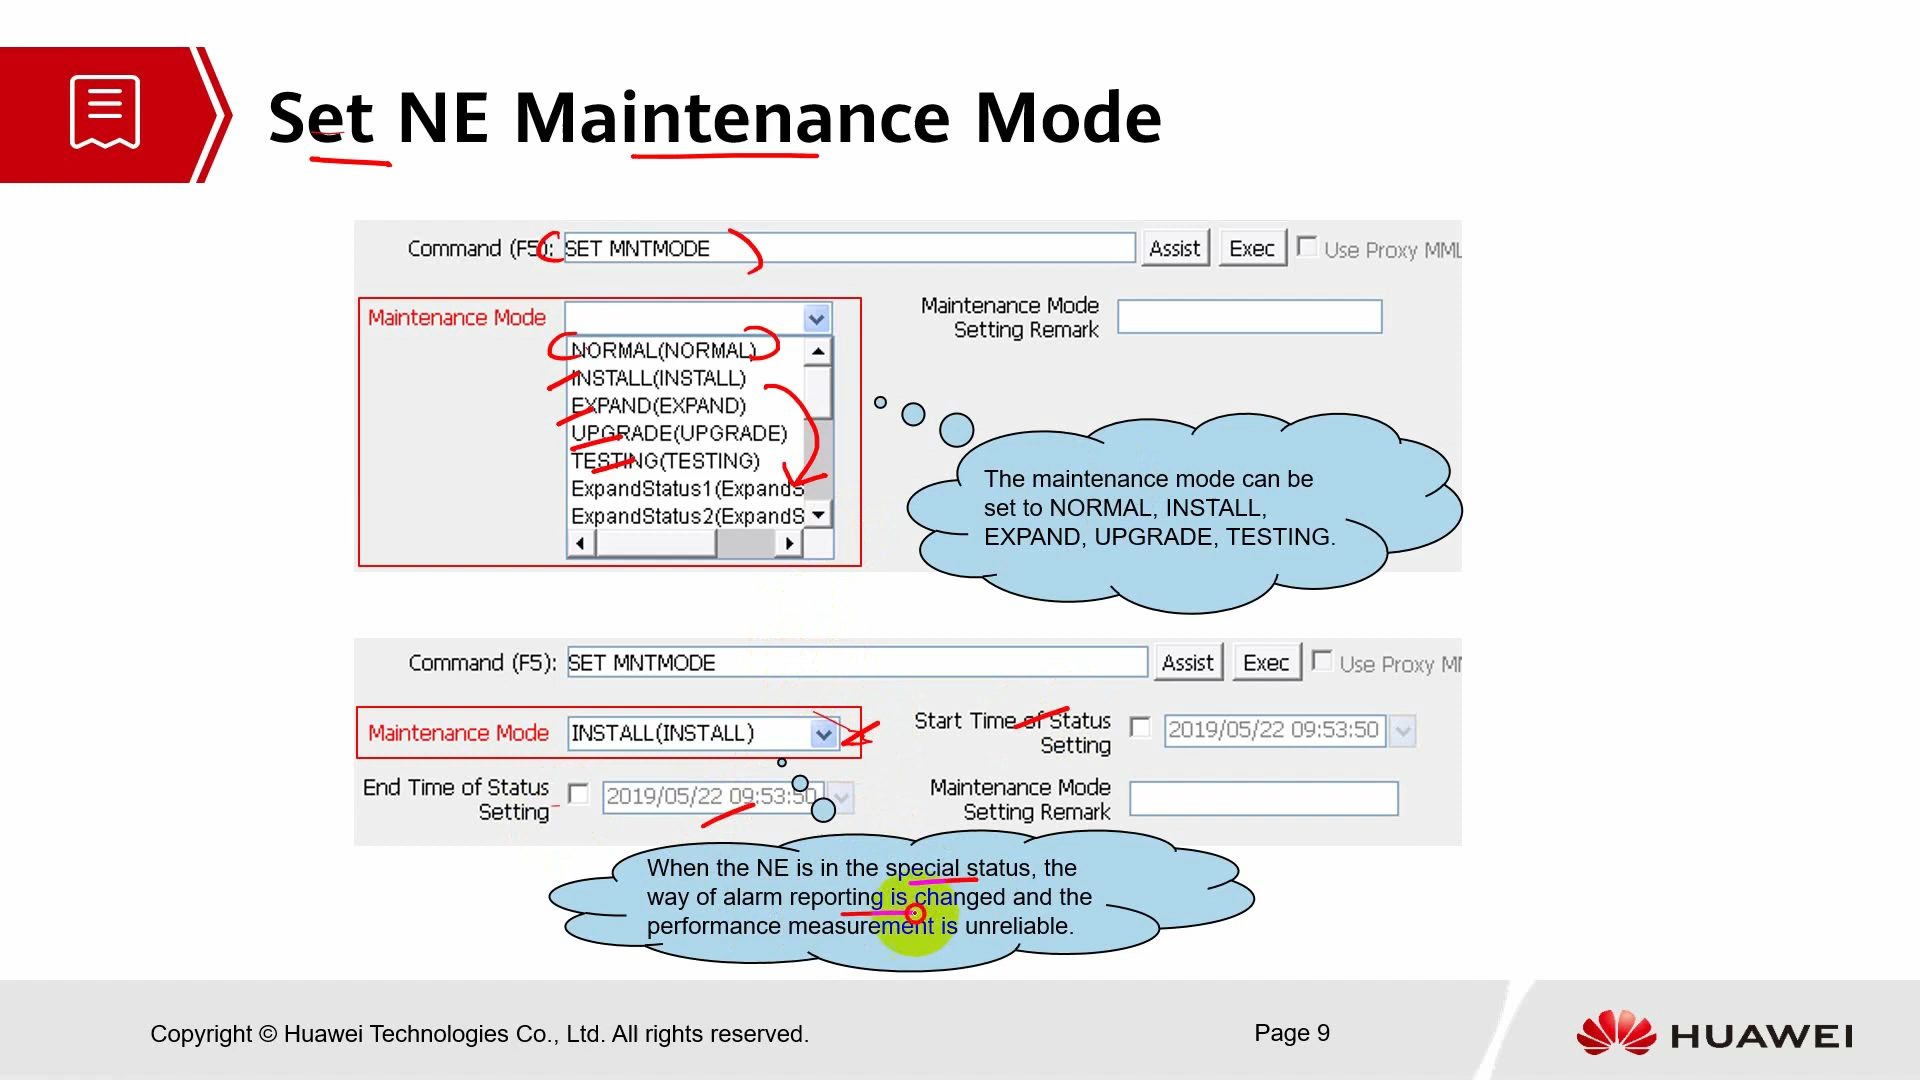 Set NE Maintenance Mode
Command (F5): SET MNTMODE Assist Exec Use Proxy MML
Maintenance Mode
Maintenance Mode
Setting Remark
NORMAL(NORMAL)
INSTALL(INSTALL)
EXPAND(EXPAND)
UPGRADE(UPGRADE)
TESTING(TESTING)
ExpandStatus1(ExpandS
ExpandStatus2(ExpandS
The maintenance mode can be
set to NORMAL, INSTALL,
EXPAND, UPGRADE, TESTING.
Command (F5): SET MNTMODE Assist Exec Use Proxy MM
Maintenance Mode INSTALL(INSTALL)
Start Time of Status
Setting
2019/05/22 09:53:50
End Time of Status
Setting
2019/05/22 09:53:50
Maintenance Mode
Setting Remark
When the NE is in the special status, the
way of alarm reporting is changed and the
performance measurement is unreliable.
Copyright © Huawei Technologies Co., Ltd. All rights reserved.
Page 9
HUAWEI